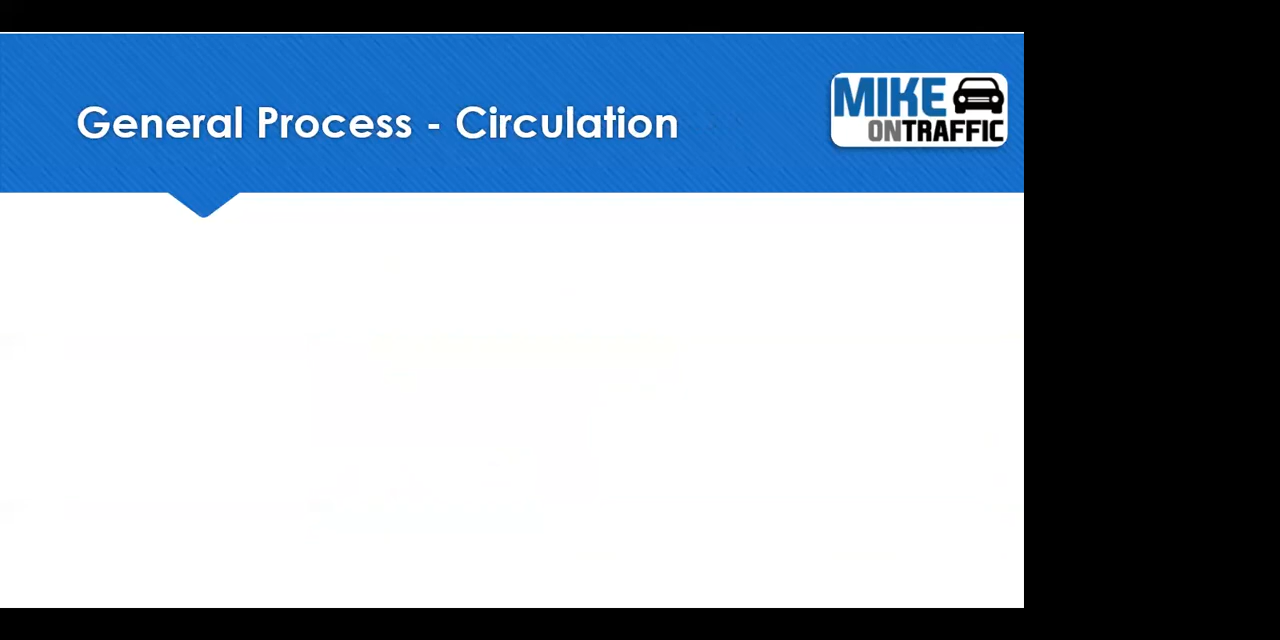 General Process - Circulation
MIKE
ONTRAFFIC